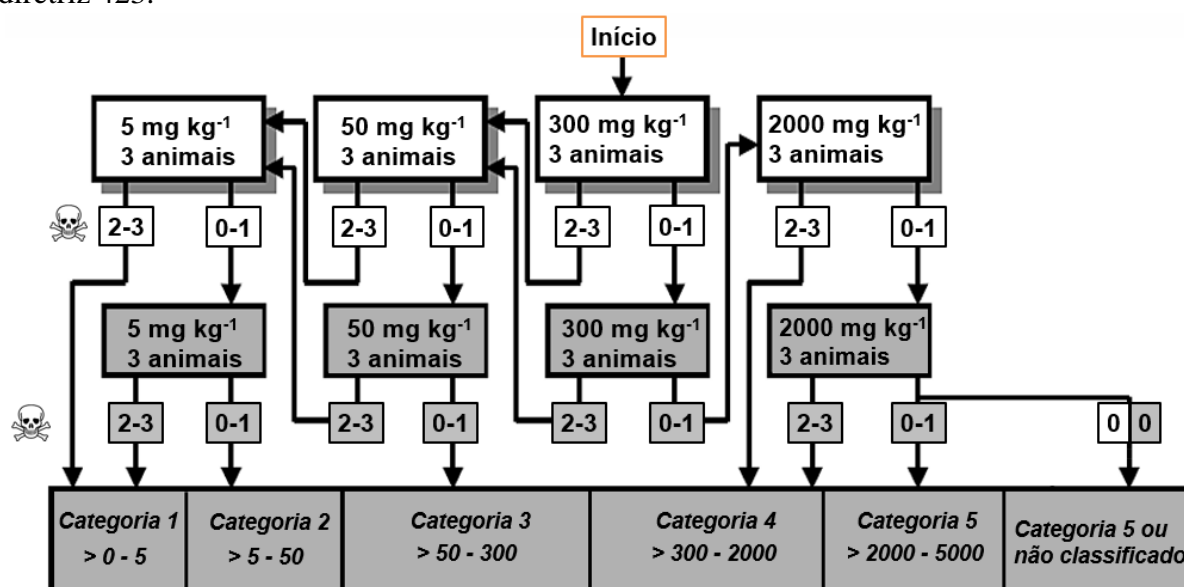 diretriz 423.
Início
5 mg kg-1
3 animais
50 mg kg-1
3 animais
300 mg kg-1
3 animais
2000 mg kg-1
3 animais
2-3
0-1
2-3
0-1
2-3
0-1
2-3
0-1
5 mg kg-1
3 animais
50 mg kg-1
3 animais
300 mg kg-1
3 animais
2000 mg kg-1
3 animais
2-3
0-1
2-3
0-1
2-3
0-1
2-3
0-1
0
0
Categoria 1
> 0 - 5
Categoria 2
> 5 - 50
Categoria 3
> 50 - 300
Categoria 4
> 300 - 2000
Categoria 5
> 2000 - 5000
Categoria 5 ou
não classificado